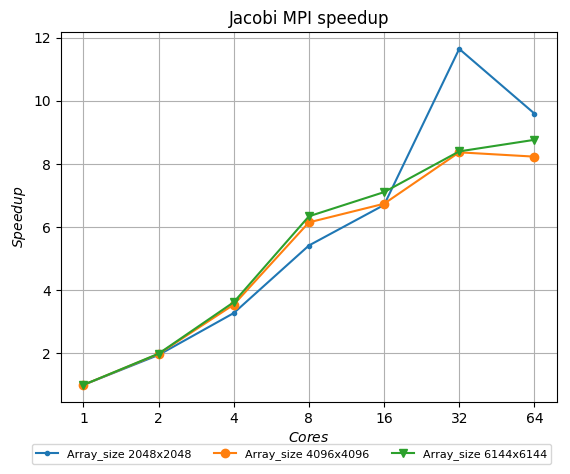 Jacobi MPI speedup
12
10
8
6
4
2
Speedup
1 2 4 8 16 32 64
Cores
Array_size 2048x2048 Array_size 4096x4096 Array_size 6144x6144